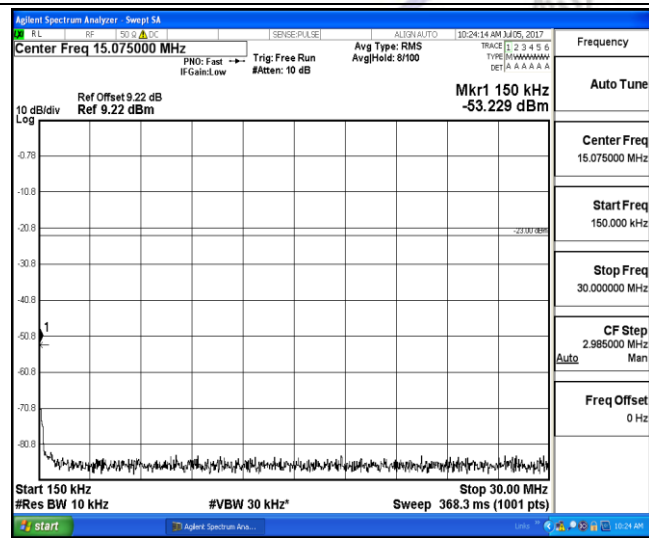 Agilent Spectrum Analyzer - Swept SA
RL RF 50 Ω DC SENSE:PULSE ALIGN AUTO 10:24:14 AM Jul 05, 2017
Center Freq 15.075000 MHz
PNO: Fast
IFGain:Low
Trig: Free Run
#Atten: 10 dB
Avg Type: RMS
Avg|Hold: 8/100
TRACE 1 2 3 4 5 6
TYPE MWWWWW
DET A A A A A A
Ref Offset 9.22 dB
Ref 9.22 dBm
10 dB/div
Log
Mkr1 150 kHz
-53.229 dBm
-0.78
-10.8
-20.8
-23.00 dBm
-30.8
-40.8
-50.8
1
-60.8
-70.8
-80.8
Start 150 kHz
Stop 30.00 MHz
#Res BW 10 kHz
#VBW 30 kHz*
Sweep 368.3 ms (1001 pts)
Frequency
Auto Tune
Center Freq
15.075000 MHz
Start Freq
150.000 kHz
Stop Freq
30.000000 MHz
CF Step
2.985000 MHz
Auto Man
Freq Offset
0 Hz
start
Agilent Spectrum Ana...
Links
10:24 AM